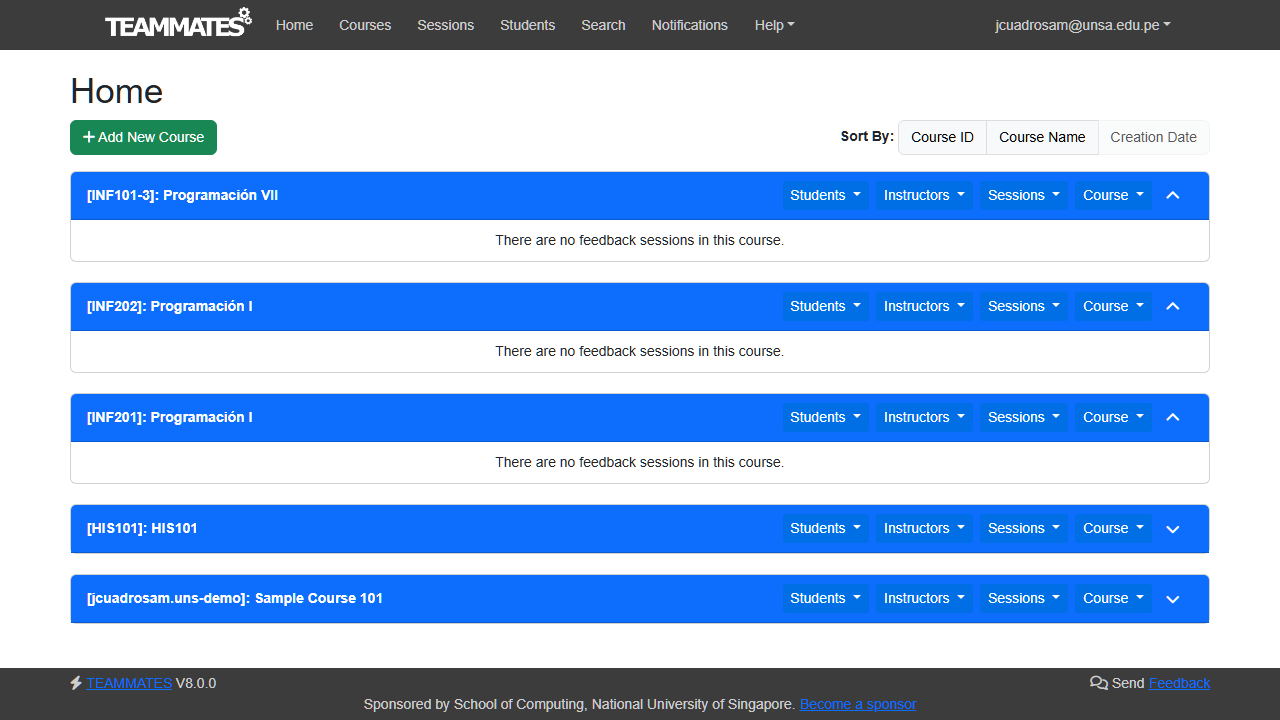 TEAMMATES Home Courses Sessions Students Search Notifications Help jcuadrosam@unsa.edu.pe
Home
Add New Course Sort By: Course ID Course Name Creation Date
[INF101-3]: Programación VII Students Instructors Sessions Course
There are no feedback sessions in this course.
[INF202]: Programación I Students Instructors Sessions Course
There are no feedback sessions in this course.
[INF201]: Programación I Students Instructors Sessions Course
There are no feedback sessions in this course.
[HIS101]: HIS101 Students Instructors Sessions Course
[jcuadrosam.uns-demo]: Sample Course 101 Students Instructors Sessions Course
TEAMMATES V8.0.0 Send Feedback
Sponsored by School of Computing, National University of Singapore. Become a sponsor